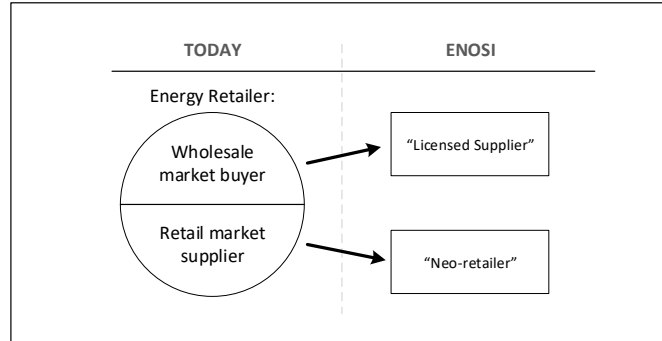 TODAY
ENOSI
Energy Retailer:
Wholesale
market buyer
“Licensed Supplier”
Retail market
supplier
“Neo-retailer”